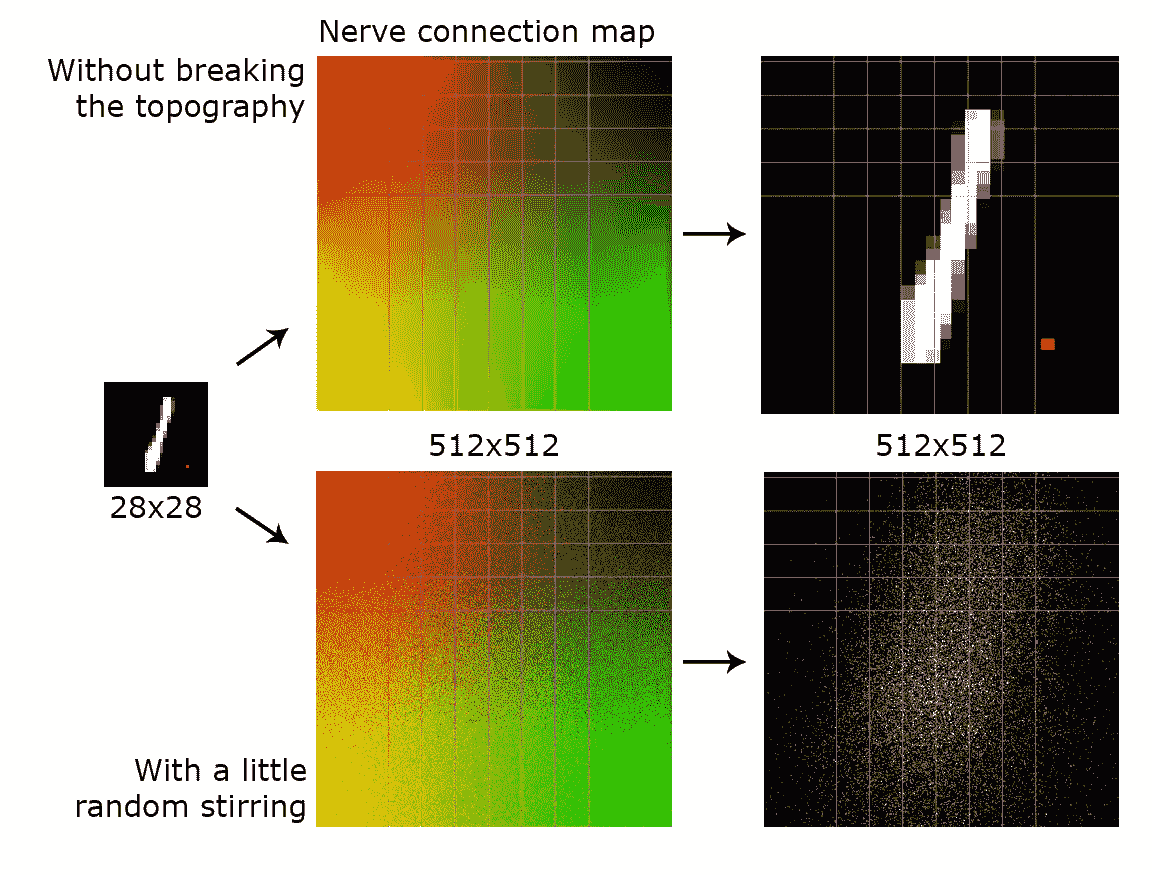 Nerve connection map
Without breaking
the topography
512x512
512x512
28x28
With a little
random stirring